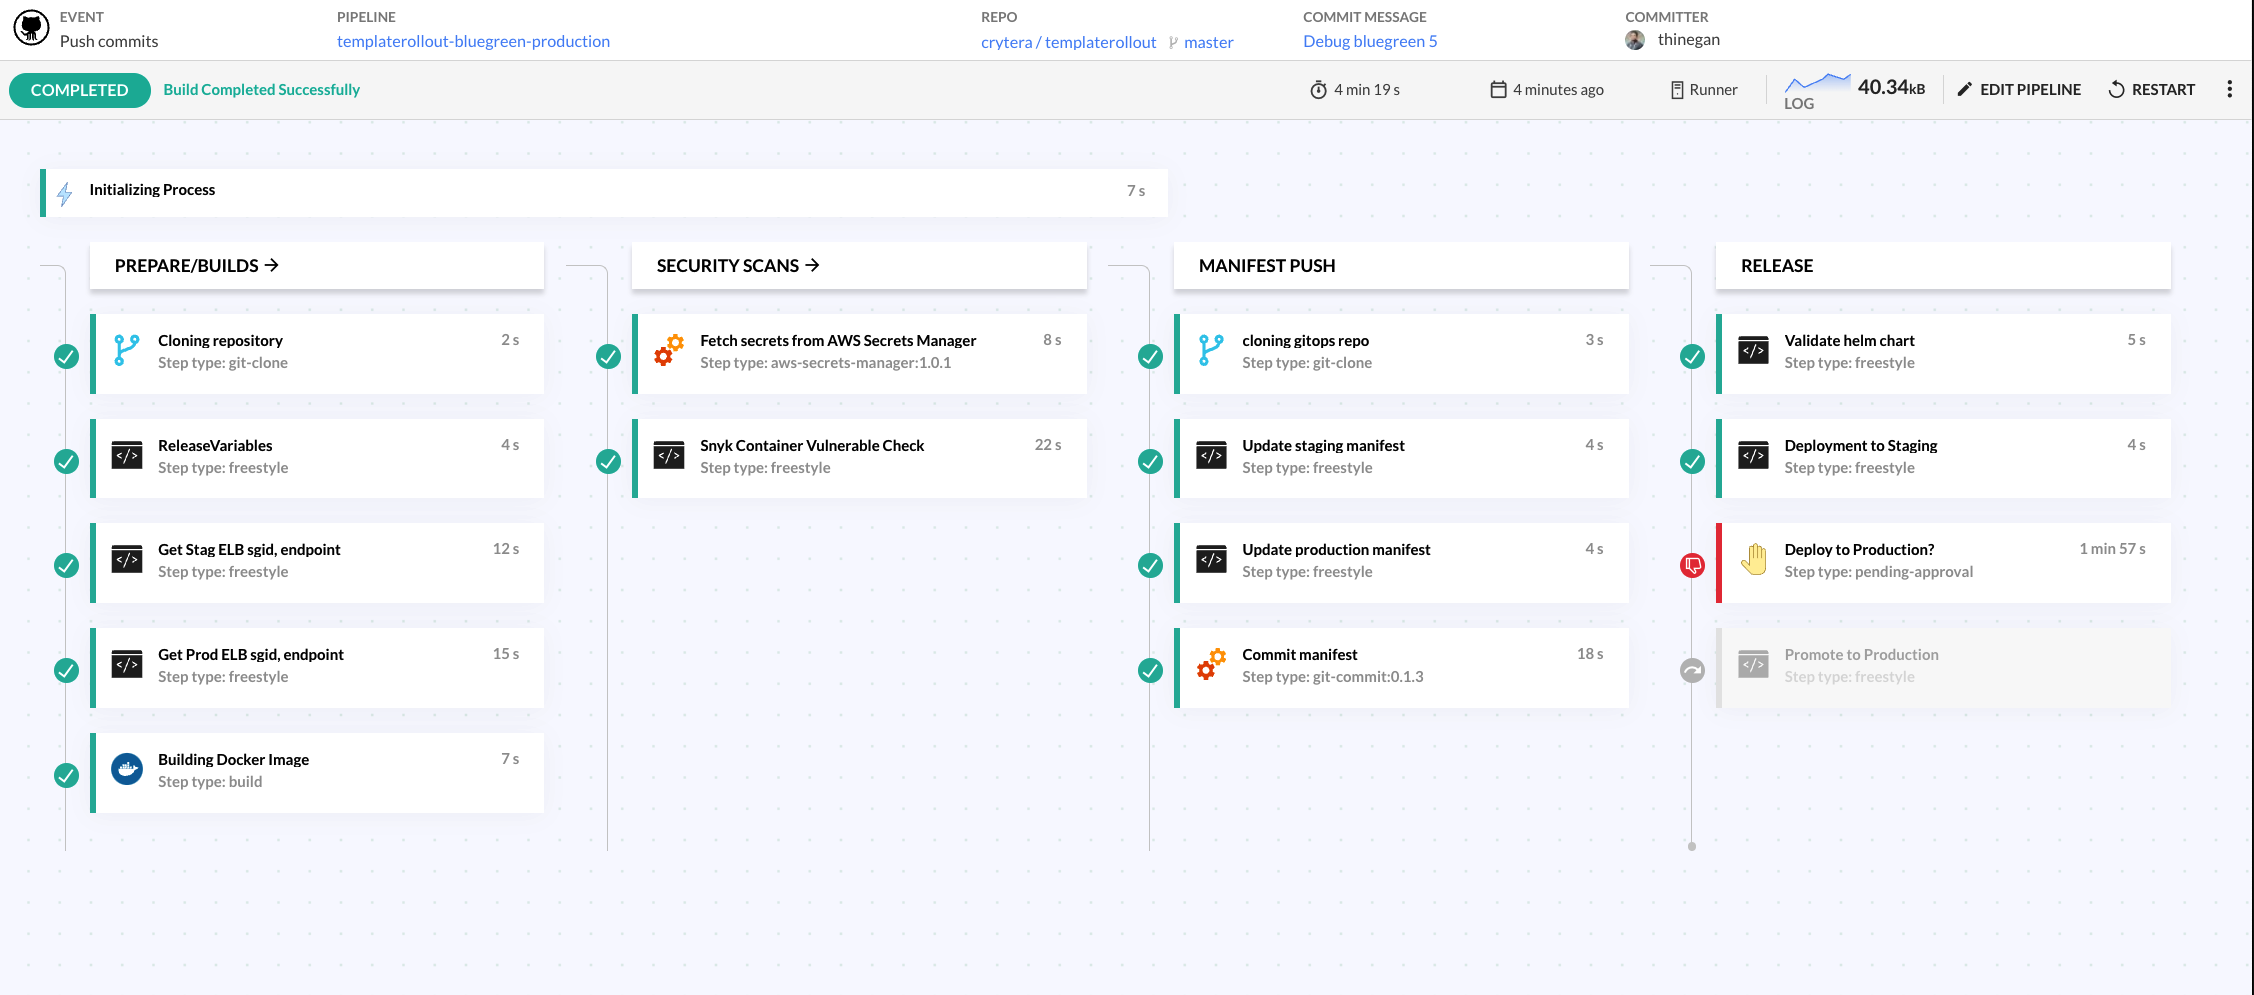 EVENT
Push commits
PIPELINE
templaterollout-bluegreen-production
REPO
crytera / templaterollout master
COMMIT MESSAGE
Debug bluegreen 5
COMMITTER
thinegan
COMPLETED
Build Completed Successfully
4 min 19 s
4 minutes ago
Runner
LOG
40.34kB
EDIT PIPELINE
RESTART
Initializing Process 7 s
PREPARE/BUILDS →
Cloning repository 2 s
Step type: git-clone
ReleaseVariables 4 s
Step type: freestyle
Get Stag ELB sgid, endpoint 12 s
Step type: freestyle
Get Prod ELB sgid, endpoint 15 s
Step type: freestyle
Building Docker Image 7 s
Step type: build
SECURITY SCANS →
Fetch secrets from AWS Secrets Manager 8 s
Step type: aws-secrets-manager:1.0.1
Snyk Container Vulnerable Check 22 s
Step type: freestyle
MANIFEST PUSH
cloning gitops repo 3 s
Step type: git-clone
Update staging manifest 4 s
Step type: freestyle
Update production manifest 4 s
Step type: freestyle
Commit manifest 18 s
Step type: git-commit:0.1.3
RELEASE
Validate helm chart 5 s
Step type: freestyle
Deployment to Staging 4 s
Step type: freestyle
Deploy to Production? 1 min 57 s
Step type: pending-approval
Promote to Production
Step type: freestyle